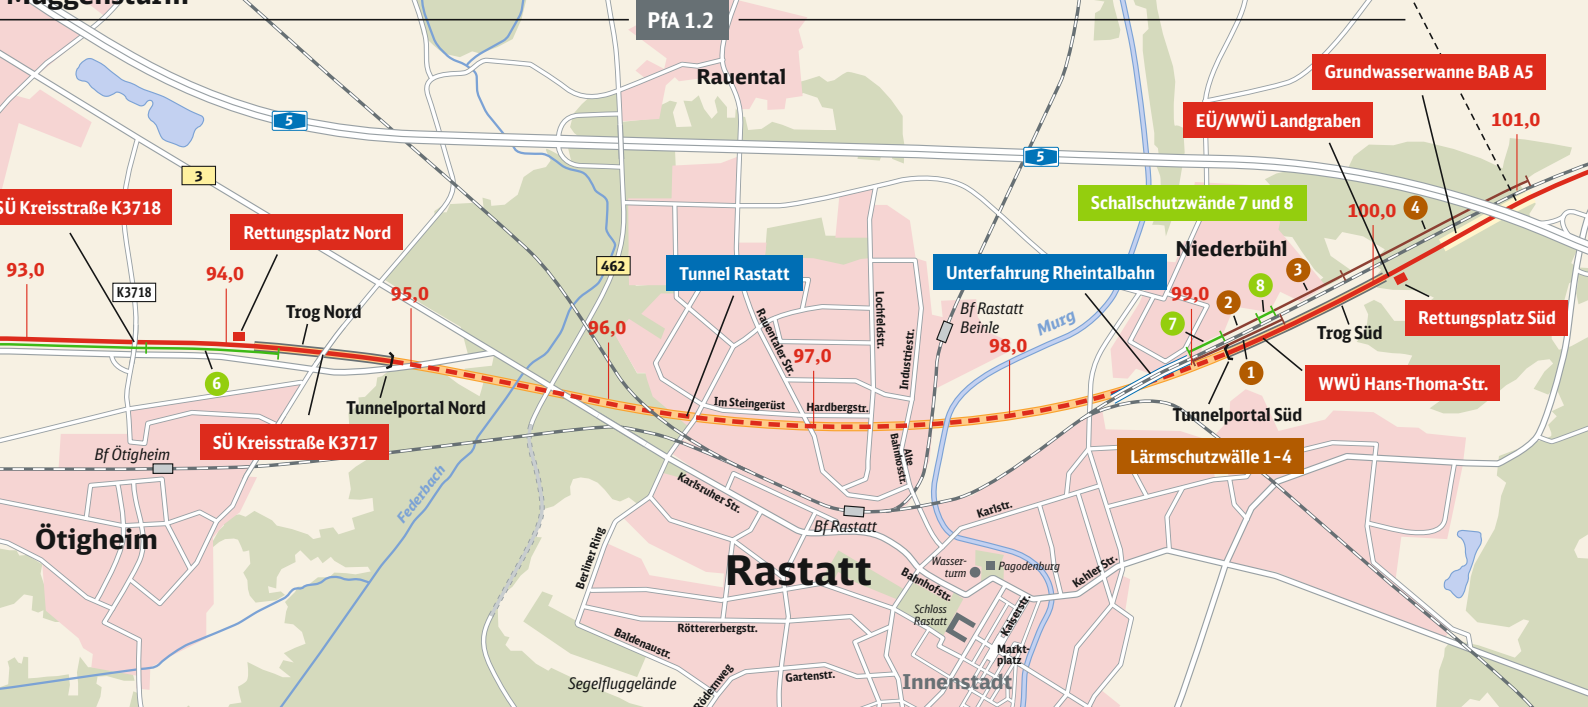 Muggensturm
PfA 1.2
Rauental
Grundwasserwanne BAB A5
EÜ/WWÜ Landgraben
101,0
5
5
3
SÜ Kreisstraße K3718
Rettungsplatz Nord
Schallschutzwände 7 und 8
100,0
4
Niederbühl
93,0
94,0
K3718
95,0
462
Tunnel Rastatt
Unterfahrung Rheintalbahn
3
8
99,0
2
7
Trog Nord
96,0
Rauentaler Str.
Lochfeldstr.
Industriestr.
Bf Rastatt
Beinle
Murg
Rettungsplatz Süd
Trog Süd
97,0
98,0
6
1
WWÜ Hans-Thoma-Str.
Tunnelportal Nord
Im Steingerüst
Hardbergstr.
Tunnelportal Süd
SÜ Kreisstraße K3717
Alte
Bahnhofstr.
Lärmschutzwälle 1–4
Bf Ötigheim
Federbach
Karlsruher Str.
Bf Rastatt
Karlstr.
Ötigheim
Berliner Ring
Rastatt
Wasser-
turm
Pagodenburg
Bahnhofstr.
Kehler Str.
Schloss
Rastatt
Kaiserstr.
Röttererbergstr.
Baldenaustr.
Markt-
platz
Segelfluggelände
Rödernweg
Gartenstr.
Innenstadt